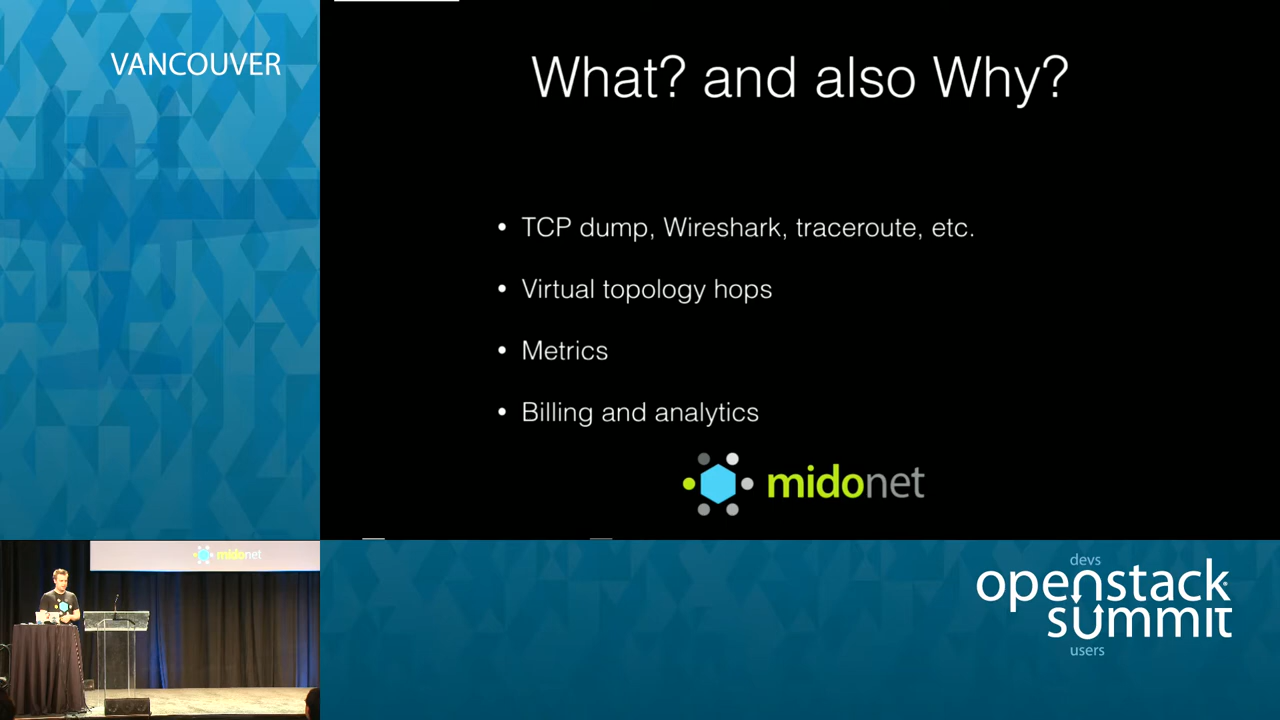 VANCOUVER
What? and also Why?
• TCP dump, Wireshark, traceroute, etc.
• Virtual topology hops
• Metrics
• Billing and analytics
midonet
midonet
devs
openstack
summit
users